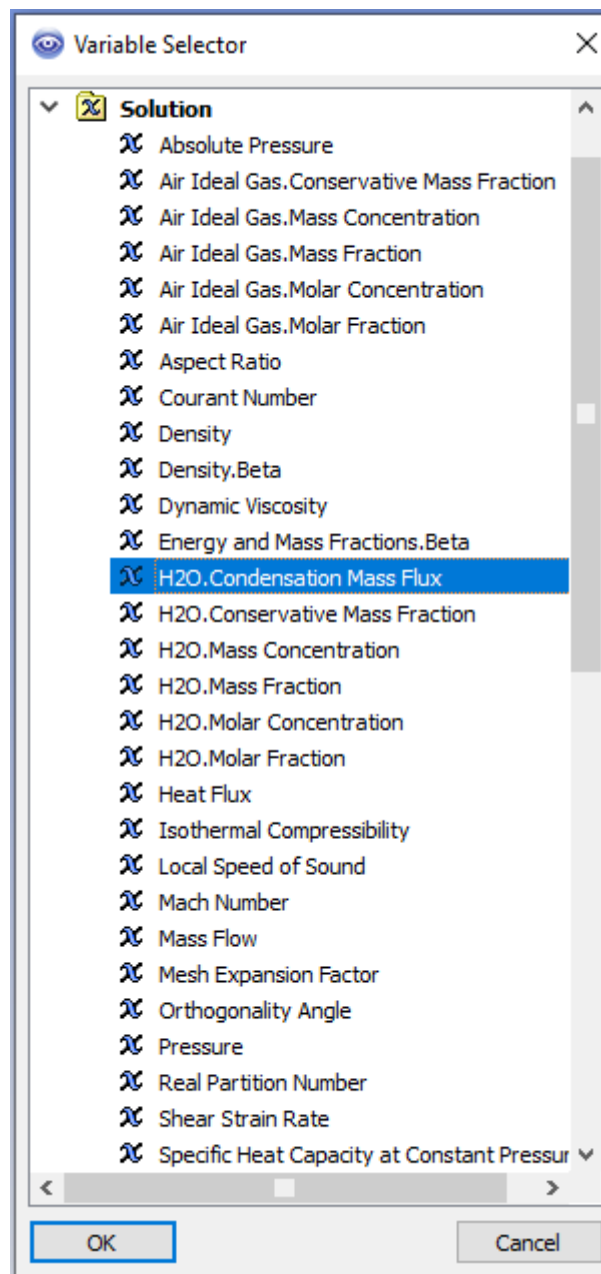 Variable Selector
Solution
Absolute Pressure
Air Ideal Gas.Conservative Mass Fraction
Air Ideal Gas.Mass Concentration
Air Ideal Gas.Mass Fraction
Air Ideal Gas.Molar Concentration
Air Ideal Gas.Molar Fraction
Aspect Ratio
Courant Number
Density
Density.Beta
Dynamic Viscosity
Energy and Mass Fractions.Beta
H2O.Condensation Mass Flux
H2O.Conservative Mass Fraction
H2O.Mass Concentration
H2O.Mass Fraction
H2O.Molar Concentration
H2O.Molar Fraction
Heat Flux
Isothermal Compressibility
Local Speed of Sound
Mach Number
Mass Flow
Mesh Expansion Factor
Orthogonality Angle
Pressure
Real Partition Number
Shear Strain Rate
Specific Heat Capacity at Constant Pressur
OK Cancel